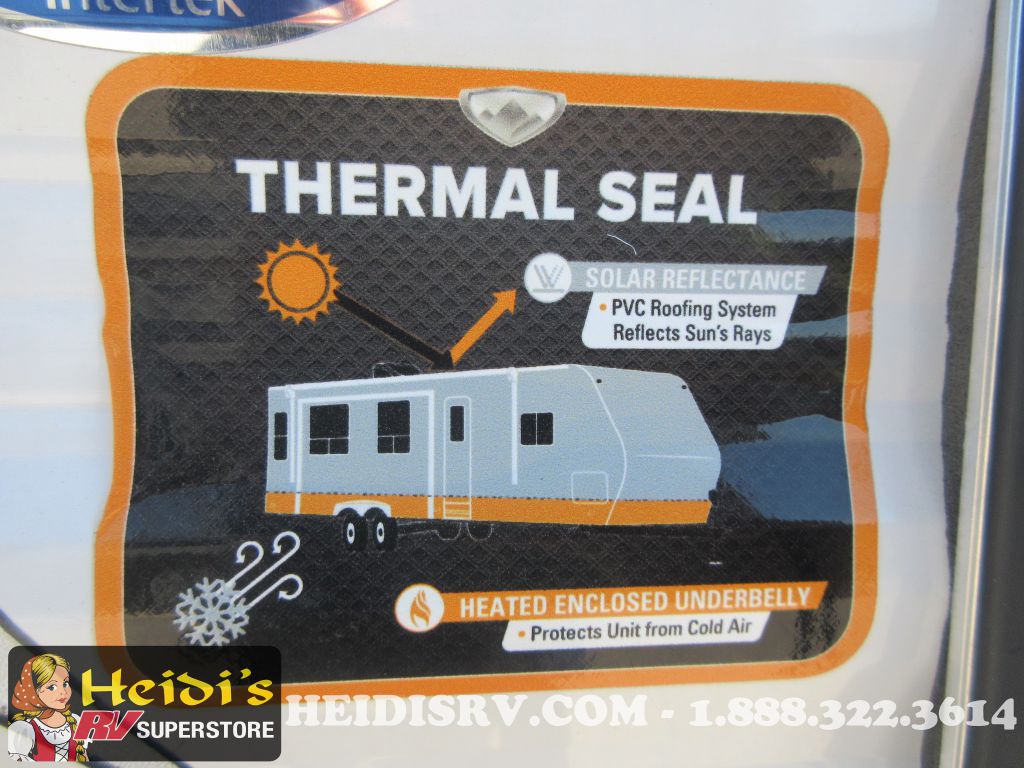 Intertek
THERMAL SEAL
SOLAR REFLECTANCE
• PVC Roofing System
Reflects Sun's Rays
HEATED ENCLOSED UNDERBELLY
• Protects Unit from Cold Air
Heidi's
RV SUPERSTORE
HEIDISRV.COM - 1.888.322.3614